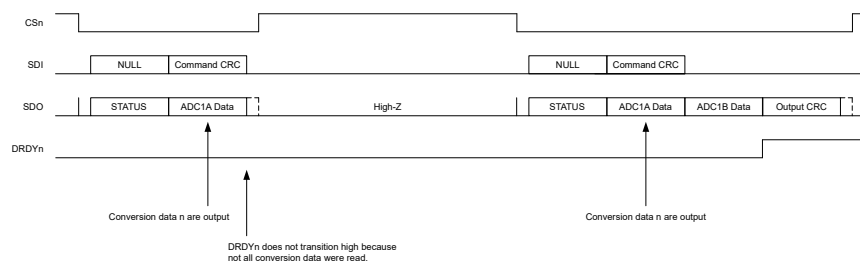 CSn
SDI
NULL
Command CRC
NULL
Command CRC
SDO
STATUS
ADC1A Data
High-Z
STATUS
ADC1A Data
ADC1B Data
Output CRC
DRDYn
Conversion data n are output
Conversion data n are output
DRDYn does not transition high because
not all conversion data were read.